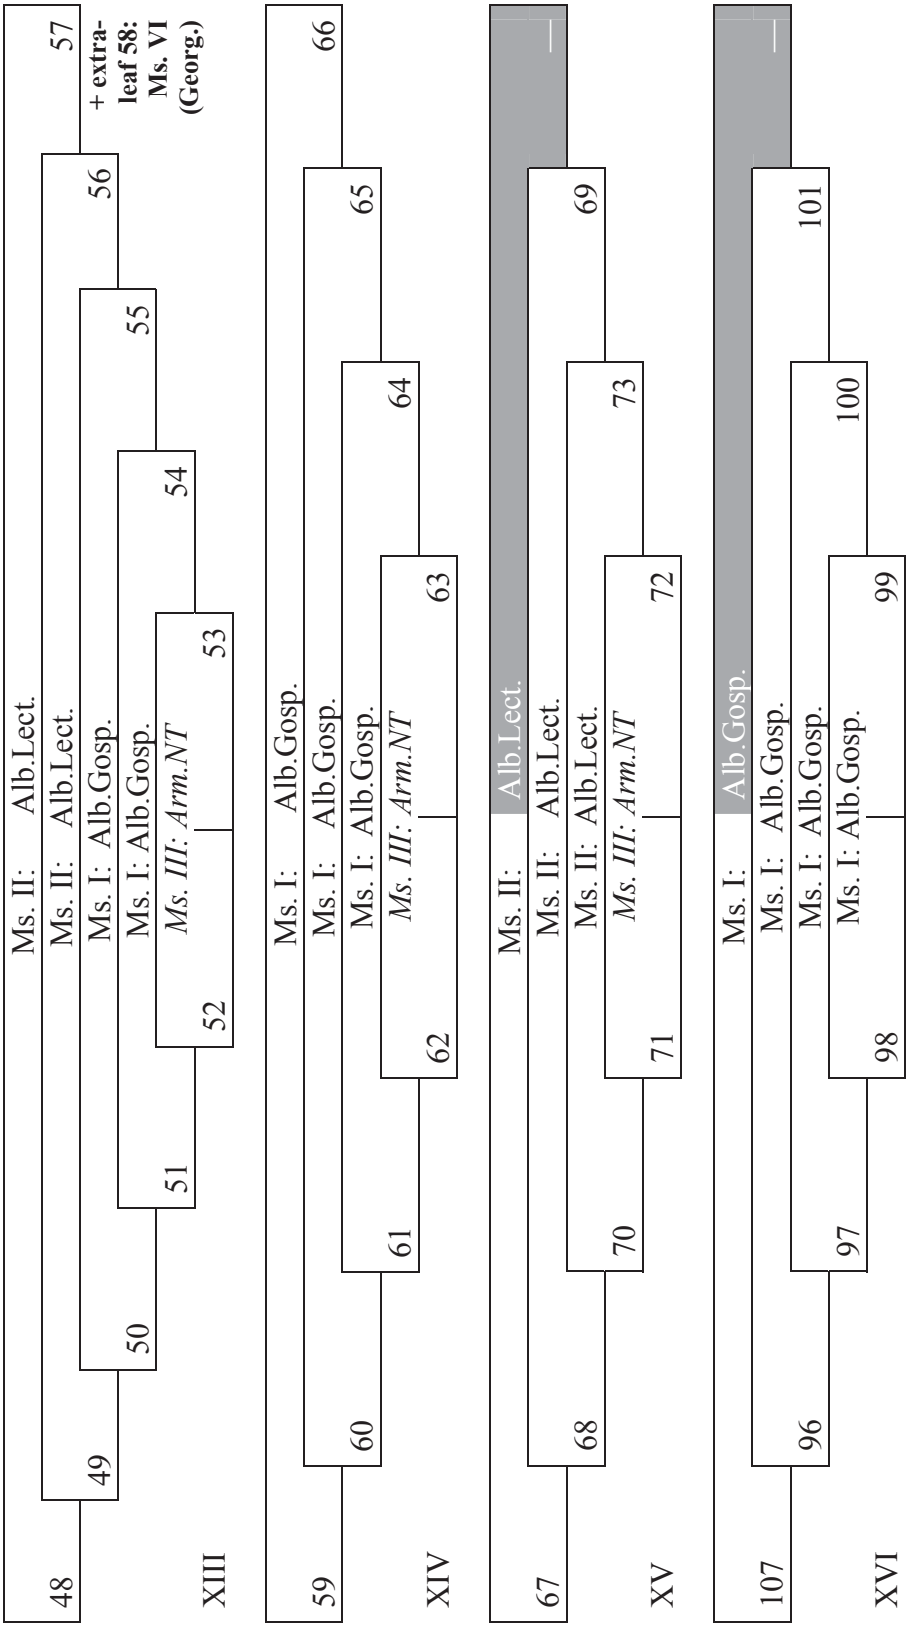 Ms. II: Alb.Lect.
48 57
Ms. II: Alb.Lect.
49 56
+ extra-
leaf 58:
Ms. VI
(Georg.)
Ms. I: Alb.Gosp.
50 55
Ms. I: Alb.Gosp.
51 54
Ms. III: Arm.NT
52 53
XIII
Ms. I: Alb.Gosp.
59 66
Ms. I: Alb.Gosp.
60 65
Ms. I: Alb.Gosp.
61 64
Ms. III: Arm.NT
62 63
XIV
Ms. II: Alb.Lect.
67 —
Ms. II: Alb.Lect.
68 69
Ms. II: Alb.Lect.
70 73
Ms. III: Arm.NT
71 72
XV
Ms. I: Alb.Gosp.
107 —
Ms. I: Alb.Gosp.
96 101
Ms. I: Alb.Gosp.
97 100
Ms. I: Alb.Gosp.
98 99
XVI